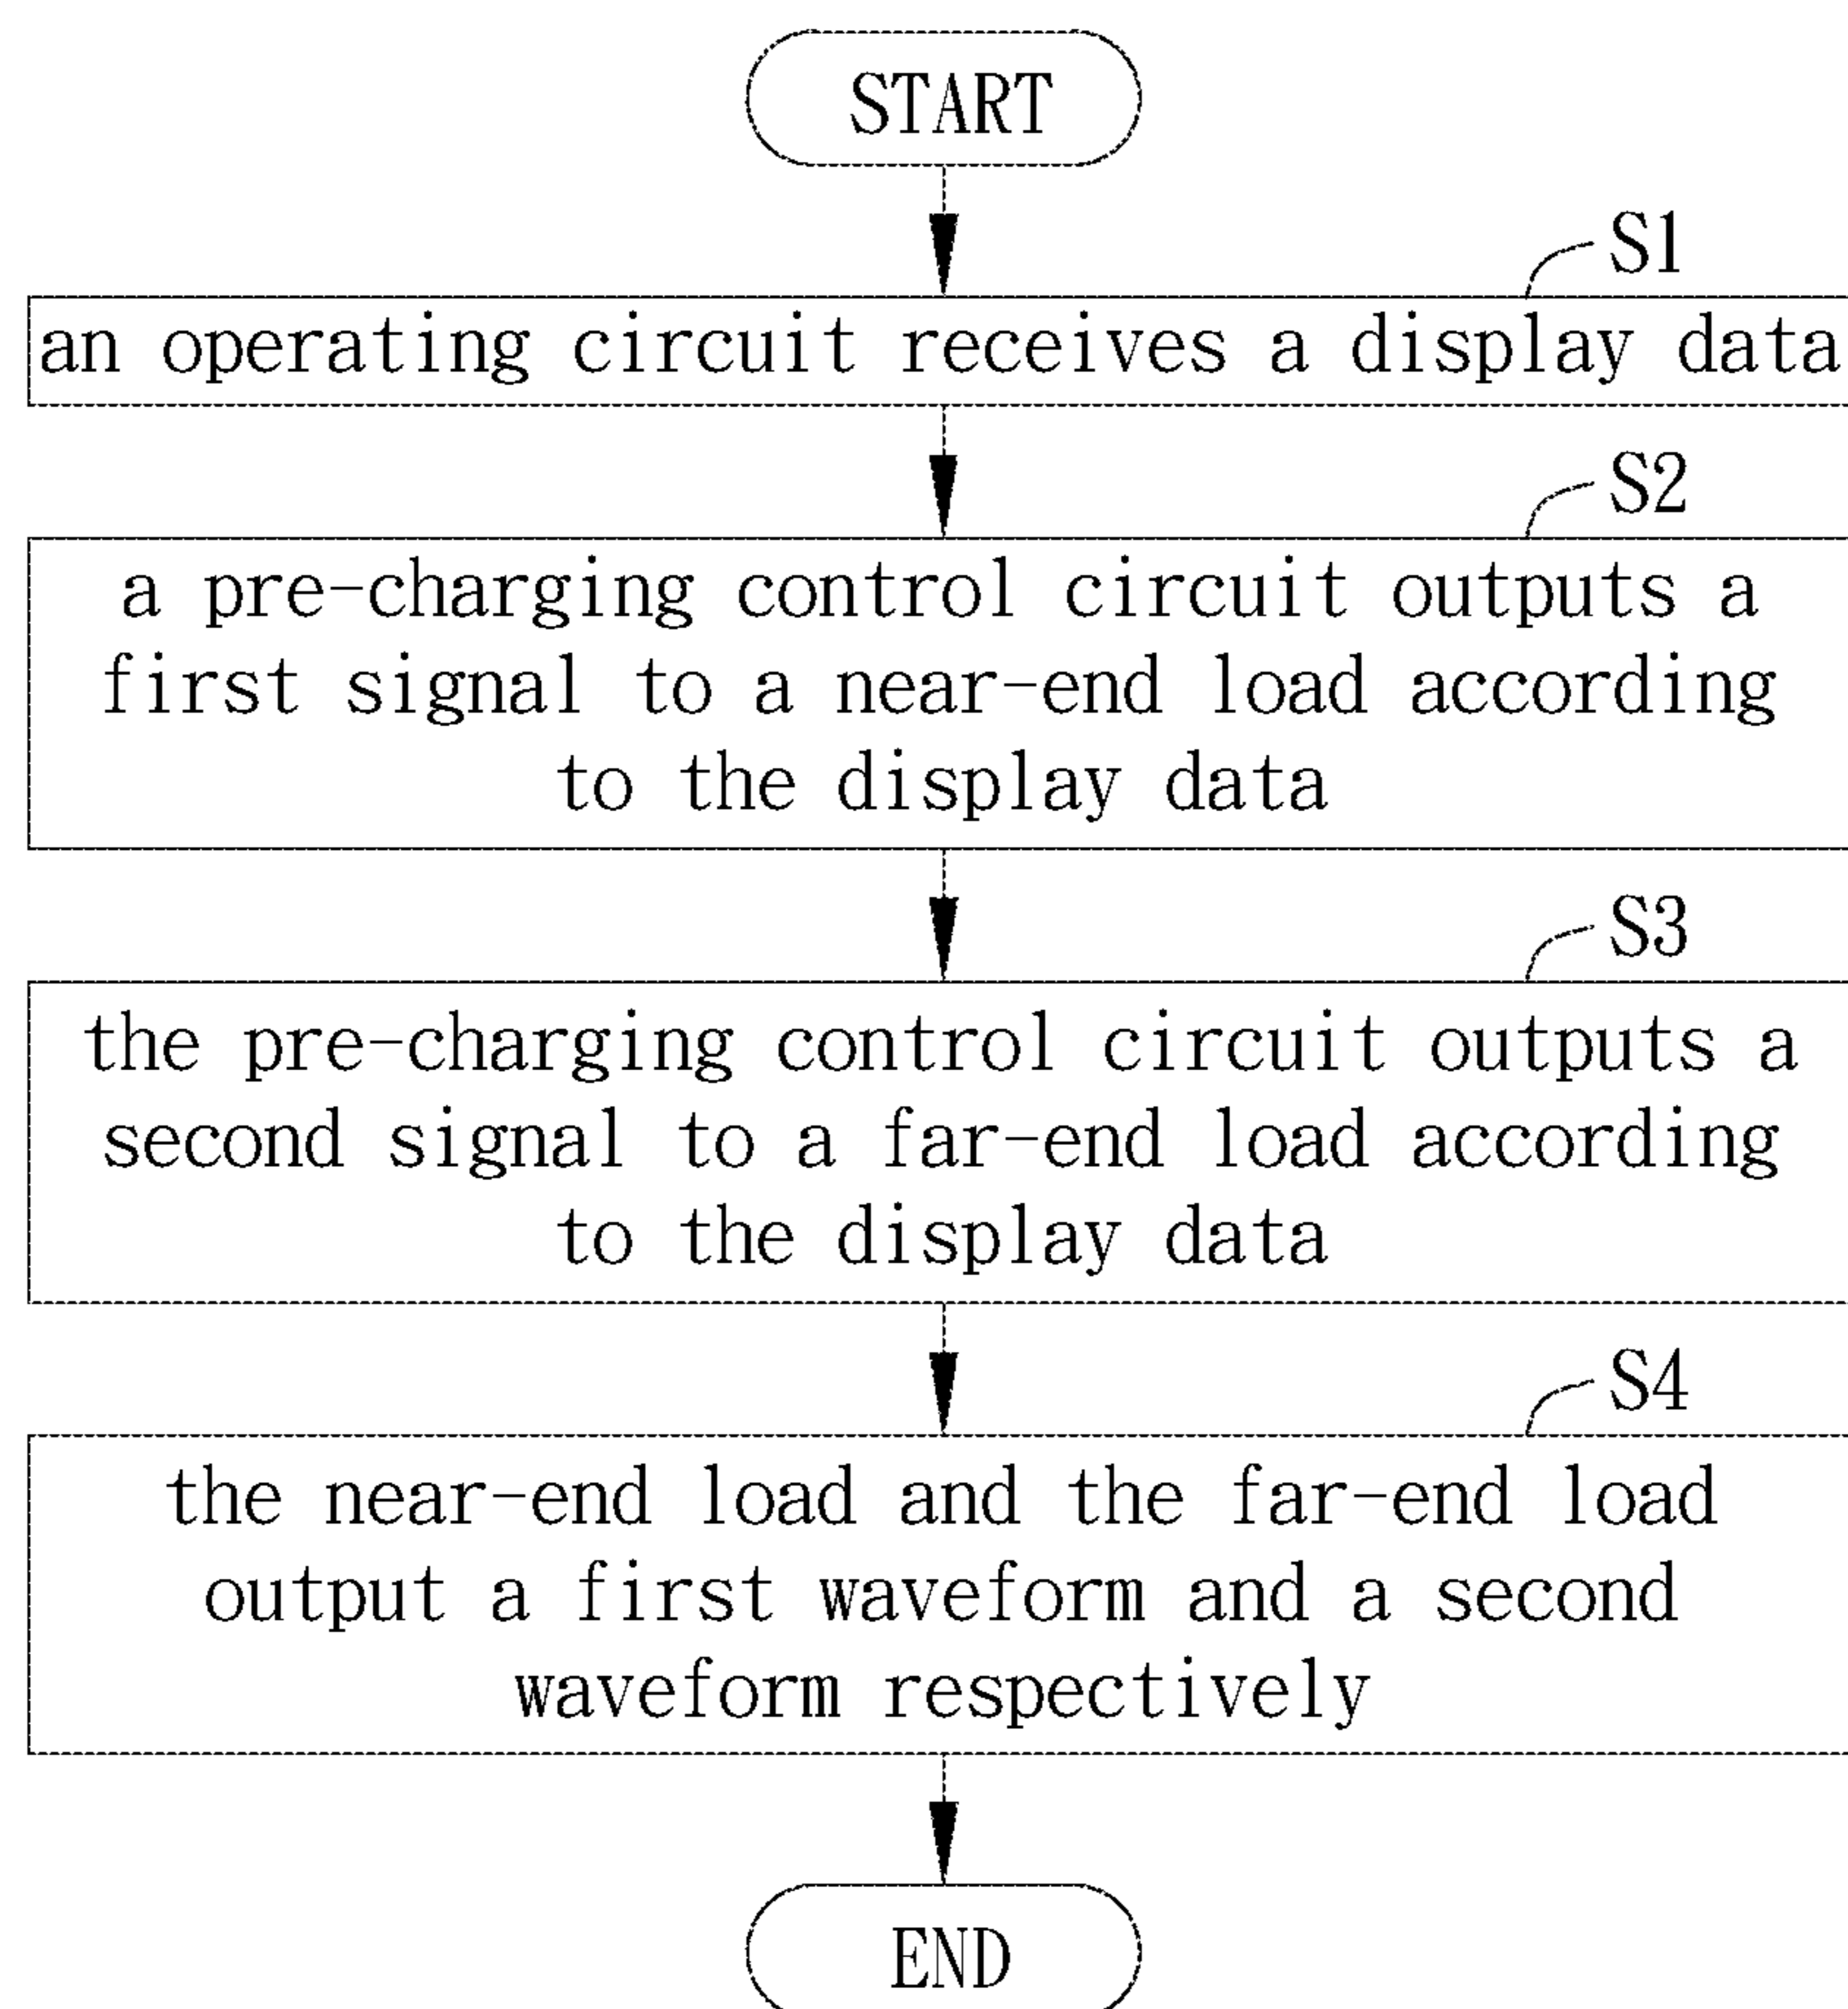 START
S1
an operating circuit receives a display data
S2
a pre-charging control circuit outputs a
first signal to a near-end load according
to the display data
S3
the pre-charging control circuit outputs a
second signal to a far-end load according
to the display data
S4
the near-end load and the far-end load
output a first waveform and a second
waveform respectively
END